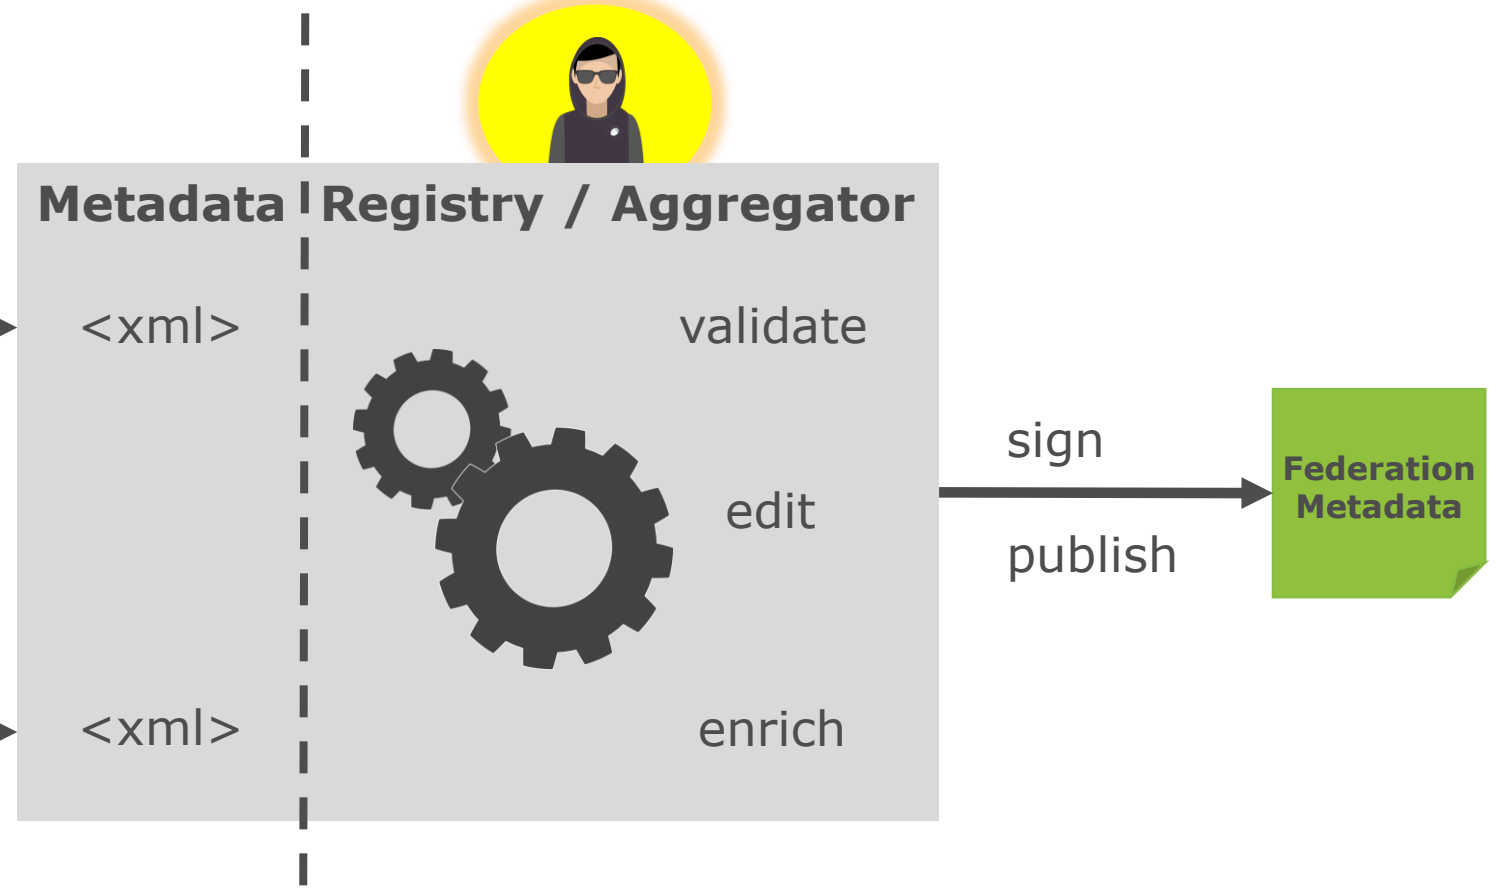 Metadata Registry / Aggregator
<xml>
validate
sign
edit
Federation
Metadata
publish
<xml>
enrich